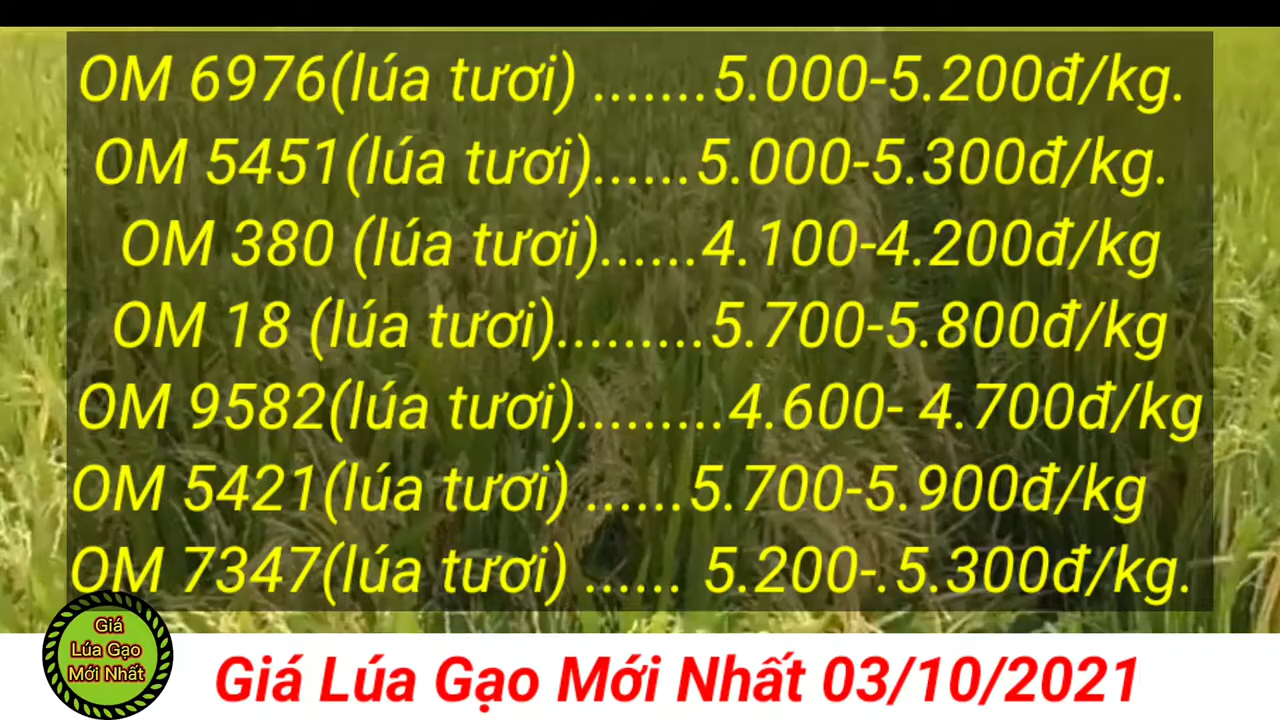 OM 6976(lúa tươi) .......5.000-5.200đ/kg.
OM 5451(lúa tươi)......5.000-5.300đ/kg.
OM 380 (lúa tươi)......4.100-4.200đ/kg
OM 18 (lúa tươi).........5.700-5.800đ/kg
OM 9582(lúa tươi).........4.600- 4.700đ/kg
OM 5421(lúa tươi) ......5.700-5.900đ/kg
OM 7347(lúa tươi) ...... 5.200-.5.300đ/kg.
Giá
Lúa Gạo
Mới Nhất
Giá Lúa Gạo Mới Nhất 03/10/2021